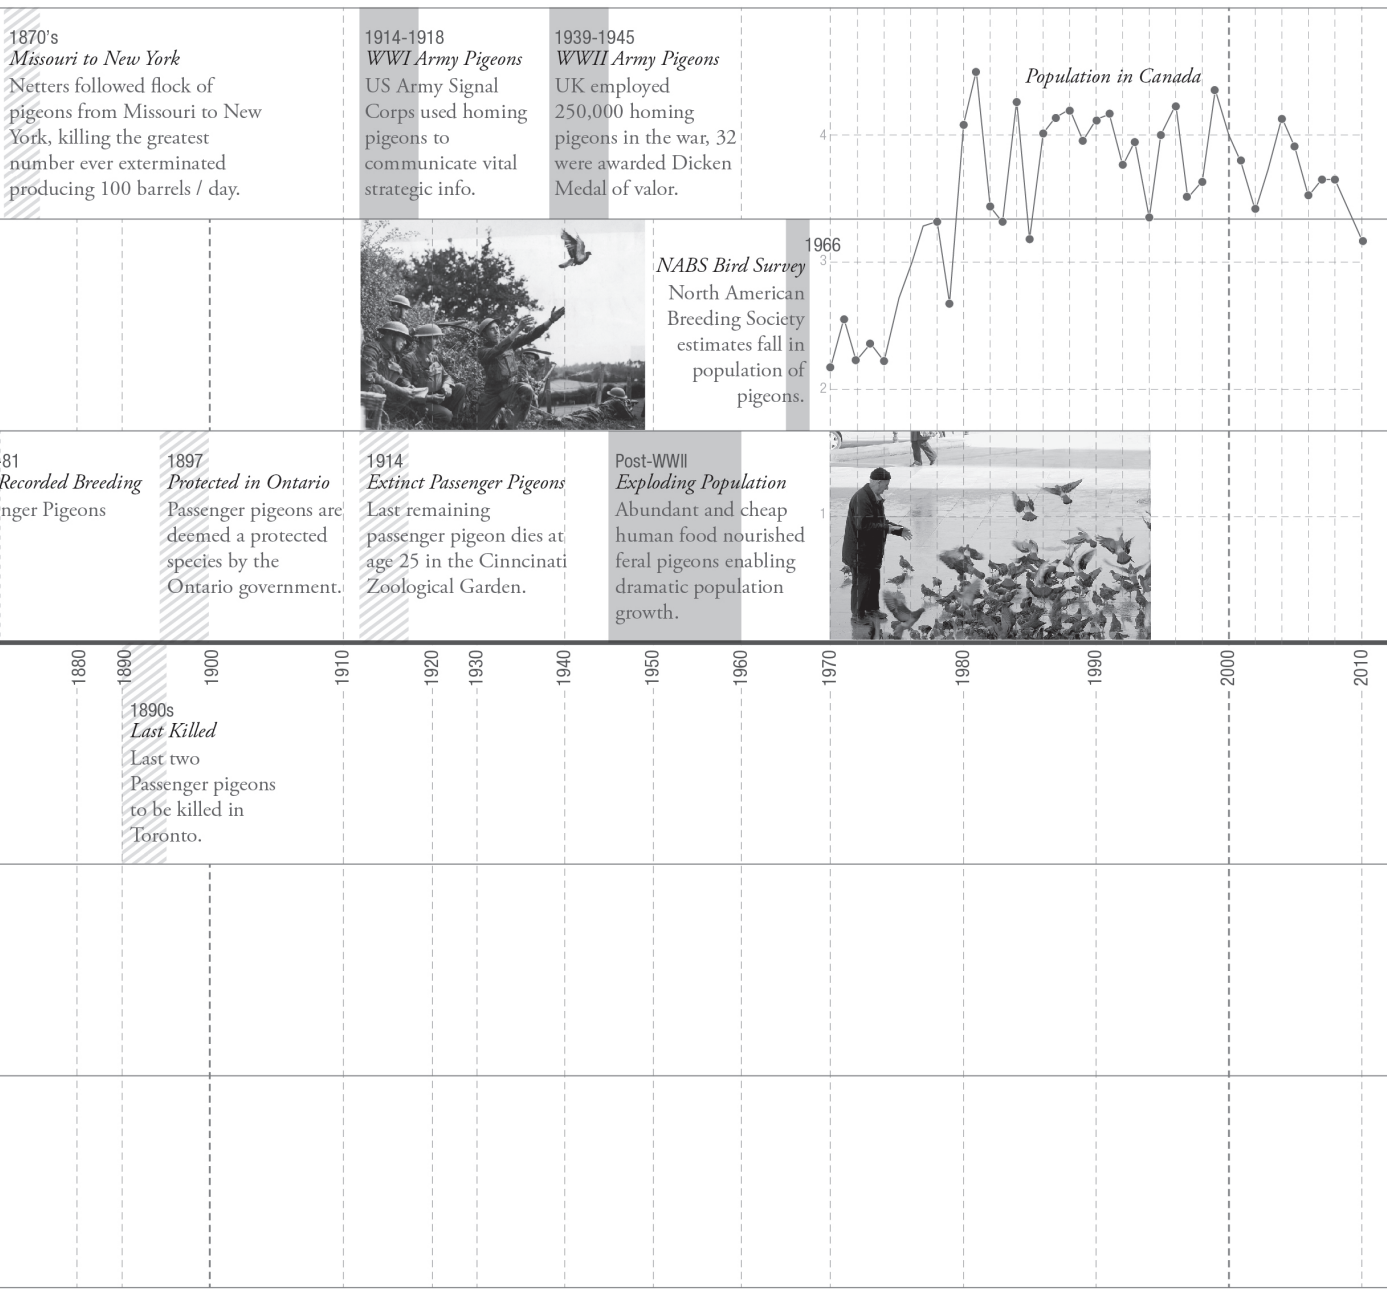 1870's
Missouri to New York
Netters followed flock of
pigeons from Missouri to New
York, killing the greatest
number ever exterminated
producing 100 barrels / day.
1914-1918
WWI Army Pigeons
US Army Signal
Corps used homing
pigeons to
communicate vital
strategic info.
1939-1945
WWII Army Pigeons
UK employed
250,000 homing
pigeons in the war, 32
were awarded Dicken
Medal of valor.
Population in Canada
4
3
2
1
1966
NABS Bird Survey
North American
Breeding Society
estimates fall in
population of
pigeons.
-81
Recorded Breeding
nger Pigeons
1897
Protected in Ontario
Passenger pigeons are
deemed a protected
species by the
Ontario government.
1914
Extinct Passenger Pigeons
Last remaining
passenger pigeon dies at
age 25 in the Cinncinati
Zoological Garden.
Post-WWII
Exploding Population
Abundant and cheap
human food nourished
feral pigeons enabling
dramatic population
growth.
1880
1890
1900
1910
1920
1930
1940
1950
1960
1970
1980
1990
2000
2010
1890s
Last Killed
Last two
Passenger pigeons
to be killed in
Toronto.